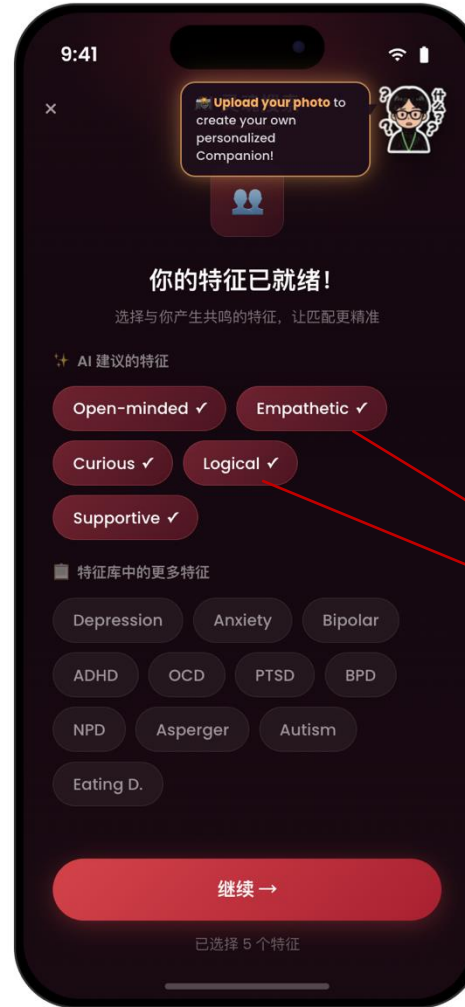 9:41
×
Upload your photo to
create your own
personalized
Companion!
什么?
你的特征已就绪！
选择与你产生共鸣的特征，让匹配更精准
AI 建议的特征
Open-minded ✓ Empathetic ✓
Curious ✓ Logical ✓
Supportive ✓
特征库中的更多特征
Depression Anxiety Bipolar
ADHD OCD PTSD BPD
NPD Asperger Autism
Eating D.
继续 →
已选择 5 个特征